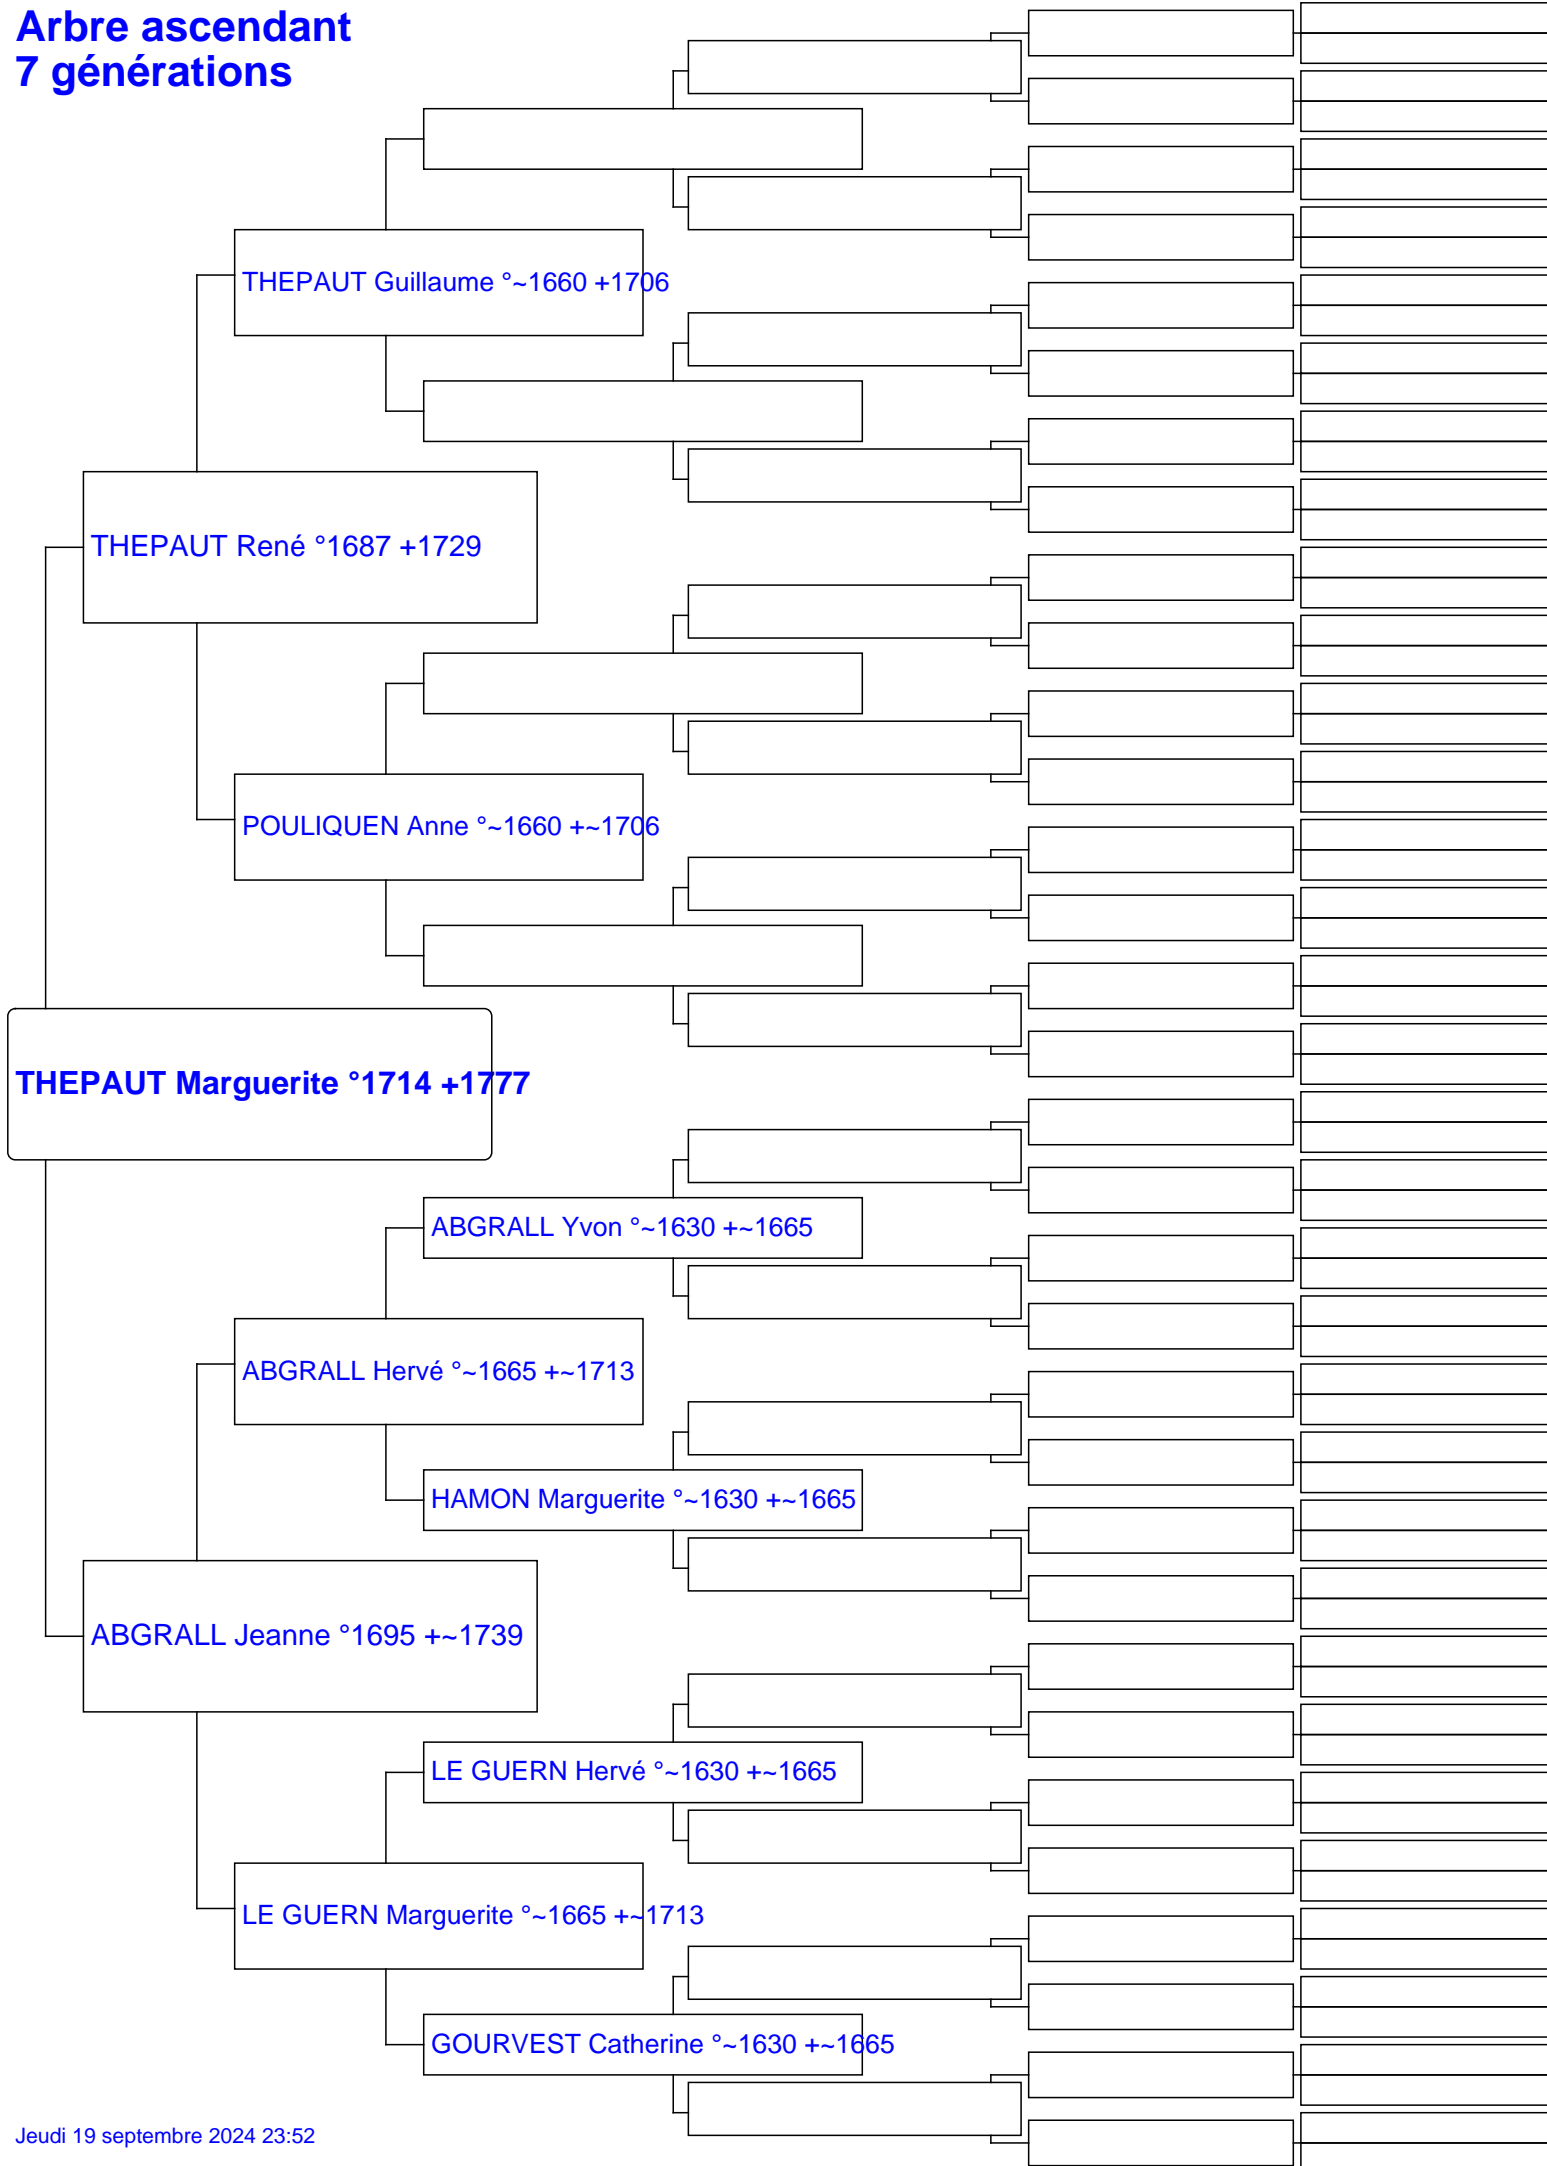 Arbre ascendant
7 générations
THEPAUT Guillaume °~1660 +1706
THEPAUT René °1687 +1729
POULIQUEN Anne °~1660 +~1706
THEPAUT Marguerite °1714 +1777
ABGRALL Yvon °~1630 +~1665
ABGRALL Hervé °~1665 +~1713
HAMON Marguerite °~1630 +~1665
ABGRALL Jeanne °1695 +~1739
LE GUERN Hervé °~1630 +~1665
LE GUERN Marguerite °~1665 +~1713
GOURVEST Catherine °~1630 +~1665
Jeudi 19 septembre 2024 23:52